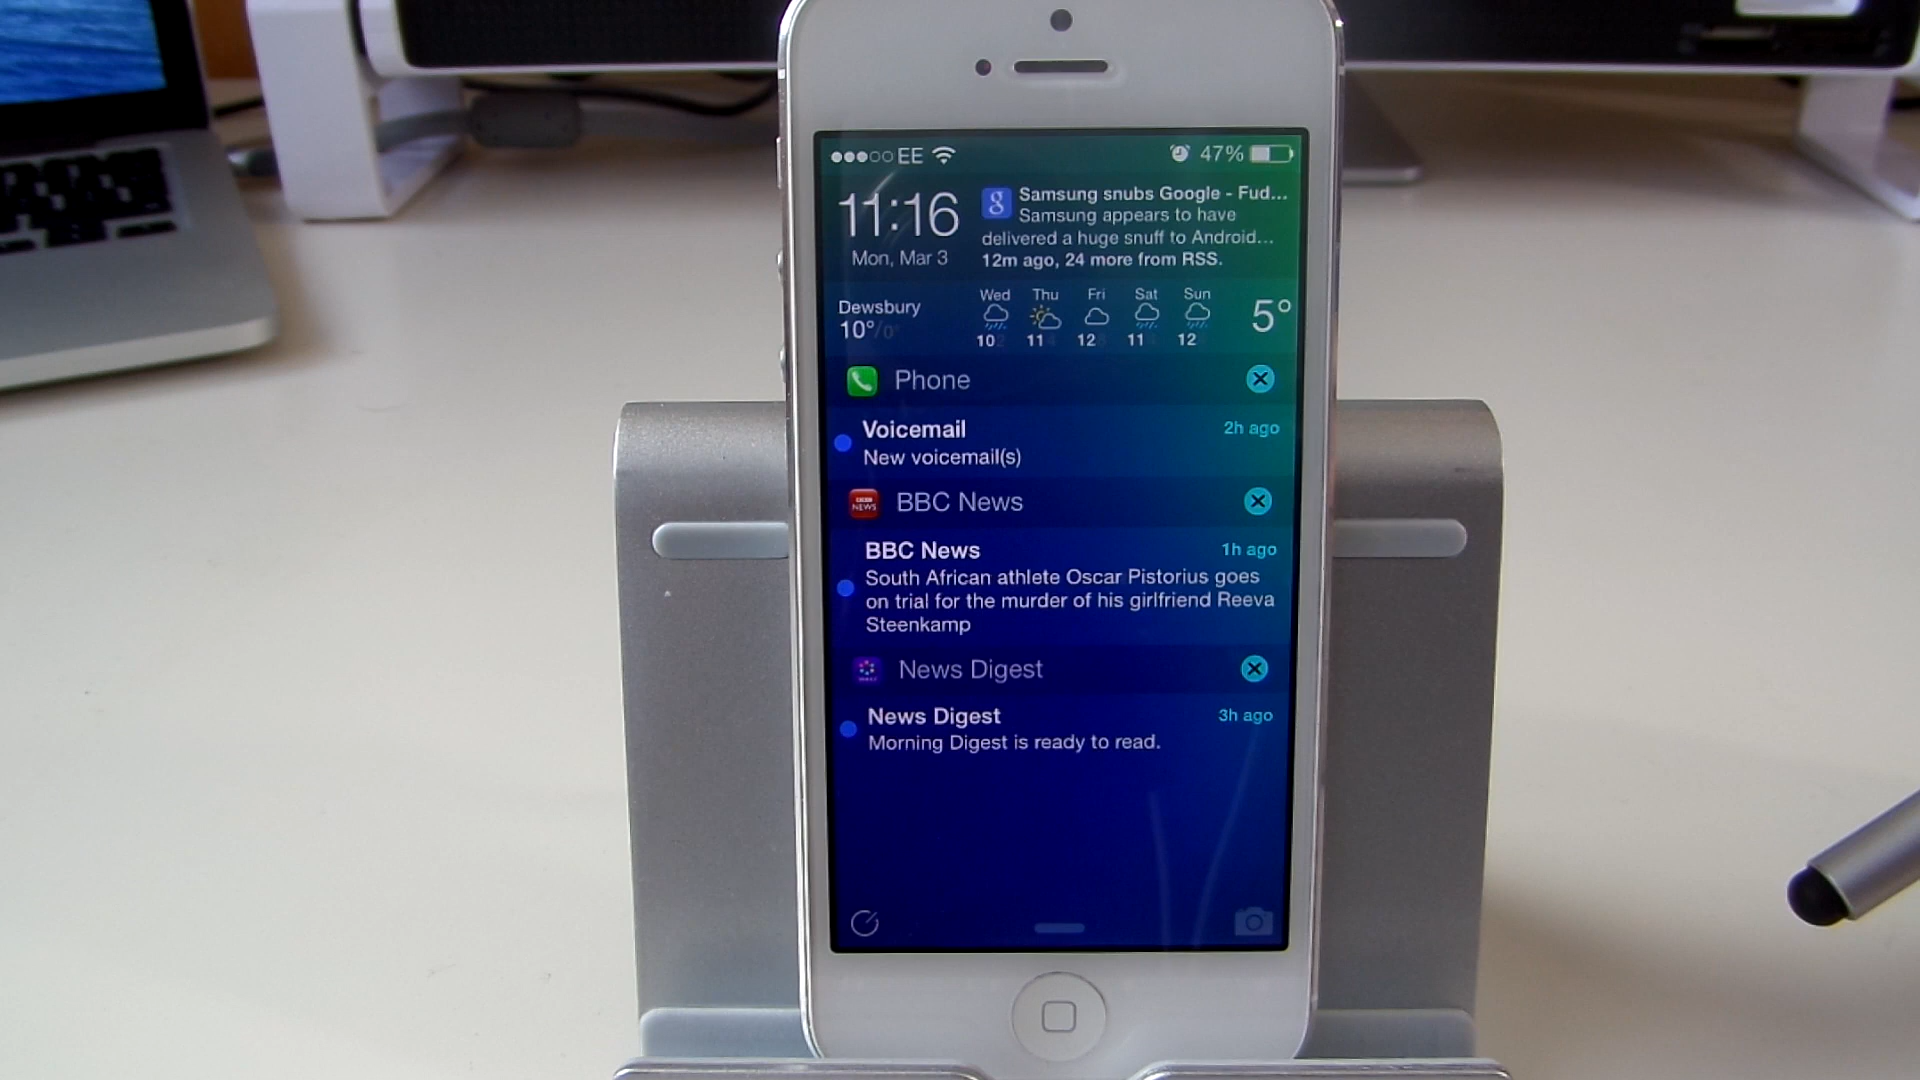 EE 47%
11:16
Mon, Mar 3
g Samsung snubs Google - Fud...
Samsung appears to have
delivered a huge snuff to Android...
12m ago, 24 more from RSS.
Dewsbury
10°/0°
Wed Thu Fri Sat Sun
10 11 12 11 12
5°
Phone
Voicemail 2h ago
New voicemail(s)
BBC NEWS BBC News
BBC News 1h ago
South African athlete Oscar Pistorius goes
on trial for the murder of his girlfriend Reeva
Steenkamp
News Digest
News Digest 3h ago
Morning Digest is ready to read.